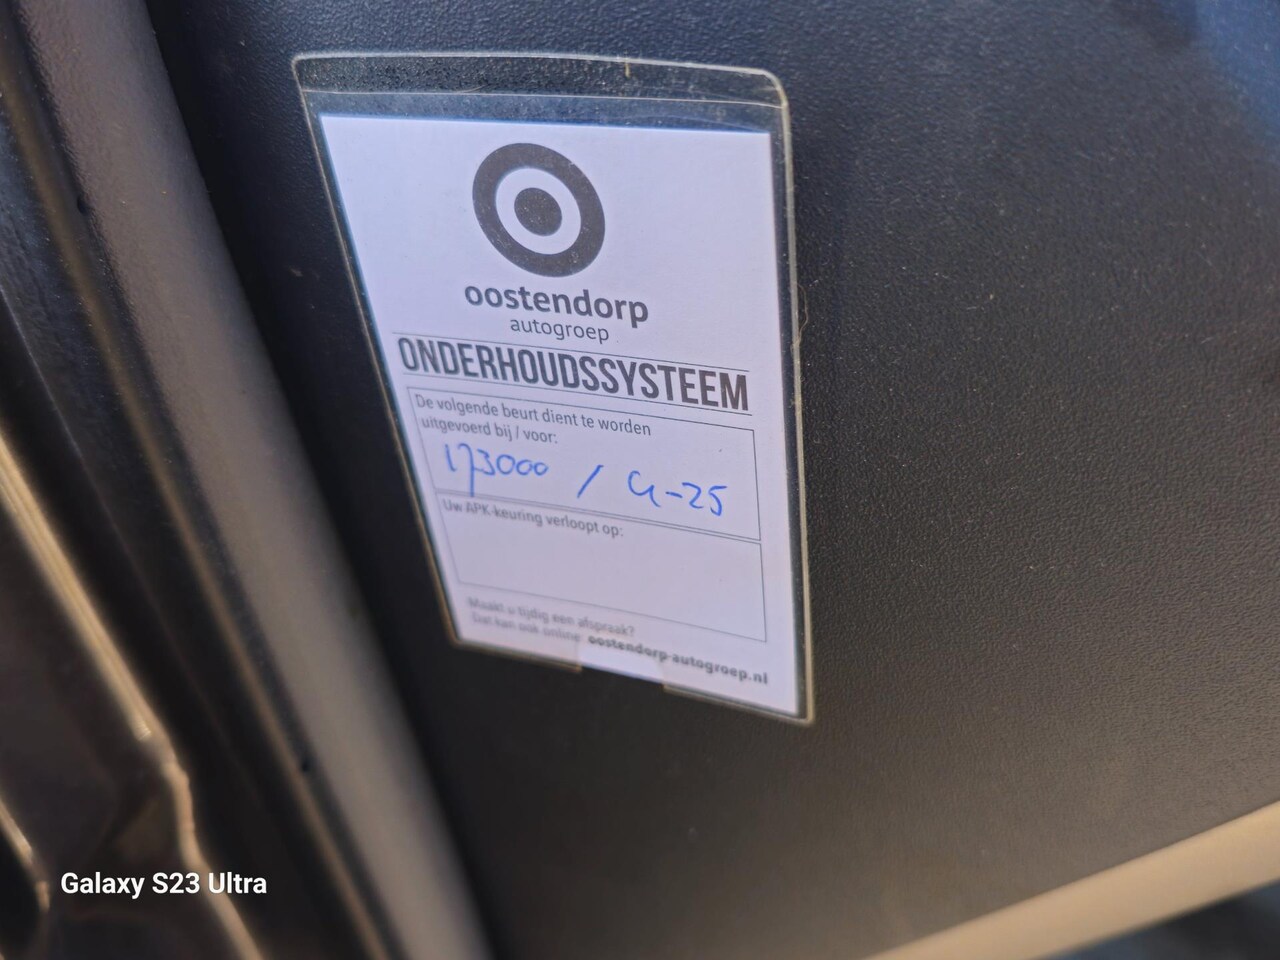 oostendorp
autogroep
ONDERHOUDSSYSTEEM
De volgende beurt dient te worden
uitgevoerd bij / voor:
173000 / 4-25
Uw APK-keuring verloopt op:
Maakt u tijdig een afspraak?
Dat kan ook online: oostendorp-autogroep.nl
Galaxy S23 Ultra